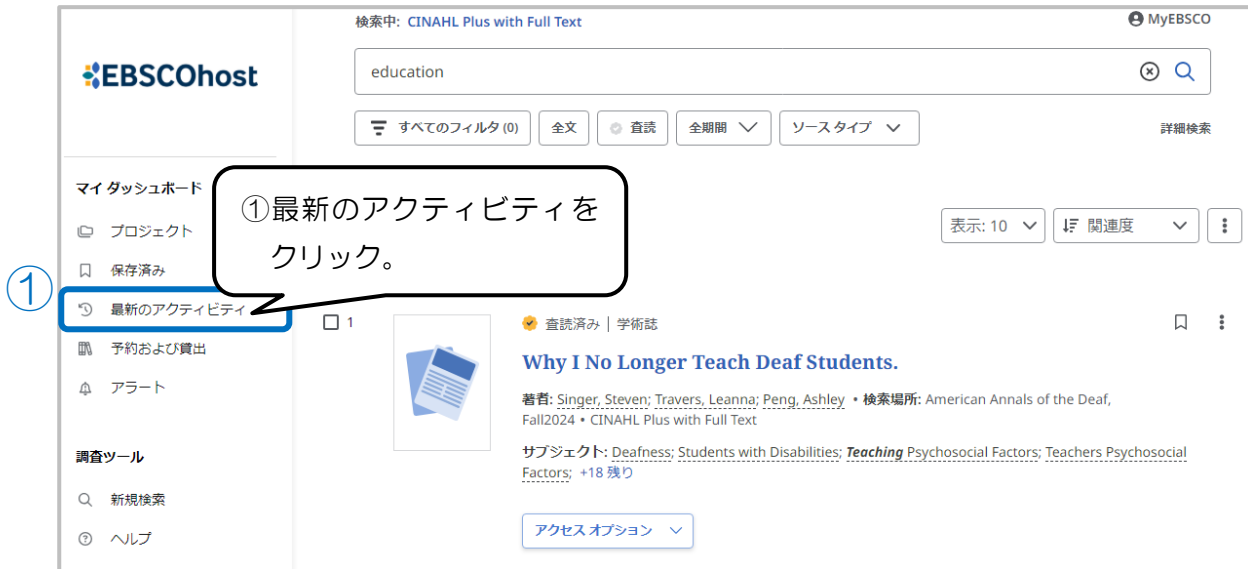 検索中: CINAHL Plus with Full Text
MyEBSCO
EBSCOhost
education
すべてのフィルタ (0)
全文
査読
全期間
ソース タイプ
詳細検索
マイ ダッシュボード
プロジェクト
保存済み
最新のアクティビティ
予約および貸出
アラート
①最新のアクティビティを
クリック。
①
表示: 10
関連度
1
査読済み | 学術誌
Why I No Longer Teach Deaf Students.
著者: Singer, Steven; Travers, Leanna; Peng, Ashley • 検索場所: American Annals of the Deaf,
Fall2024 • CINAHL Plus with Full Text
サブジェクト: Deafness; Students with Disabilities; Teaching Psychosocial Factors; Teachers Psychosocial
Factors; +18 残り
アクセス オプション
調査ツール
新規検索
ヘルプ